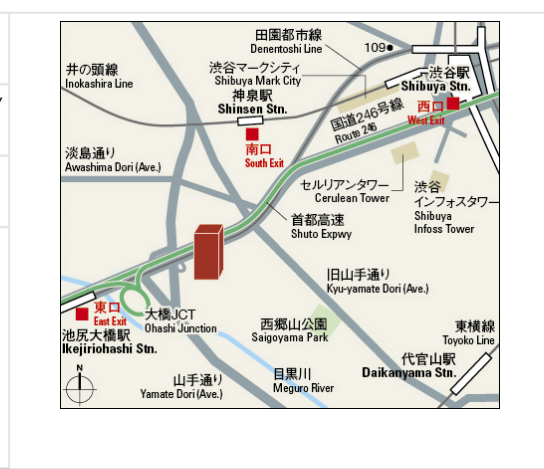 田園都市線
Denentoshi Line
109
井の頭線
Inokashira Line
渋谷マークシティ
Shibuya Mark City
渋谷駅
Shibuya Stn.
神泉駅
Shinsen Stn.
西口
West Exit
国道246号線
Route 246
南口
South Exit
淡島通り
Awashima Dori (Ave.)
セルリアンタワー
Cerulean Tower
渋谷
インフォスタワー
Shibuya
Infoss Tower
首都高速
Shuto Expwy
旧山手通り
Kyu-yamate Dori (Ave.)
東口
East Exit
大橋JCT
Ohashi Junction
池尻大橋駅
Ikejiriohashi Stn.
西郷山公園
Saigoyama Park
東横線
Toyoko Line
代官山駅
Daikanyama Stn.
目黒川
Meguro River
山手通り
Yamate Dori (Ave.)
N